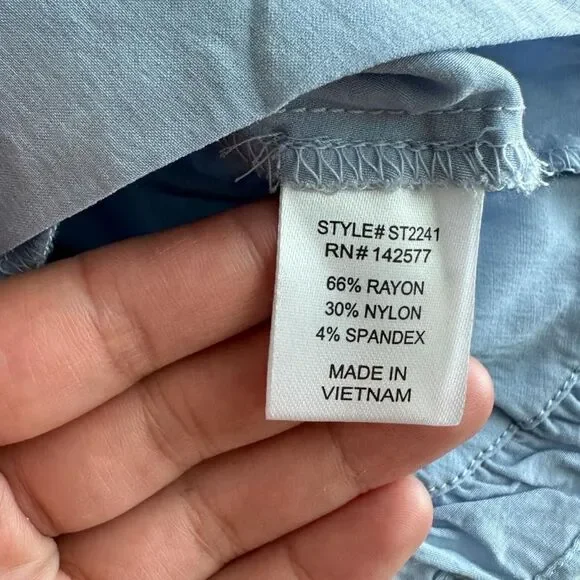 STYLE# ST2241
RN# 142577
66% RAYON
30% NYLON
4% SPANDEX
MADE IN
VIETNAM